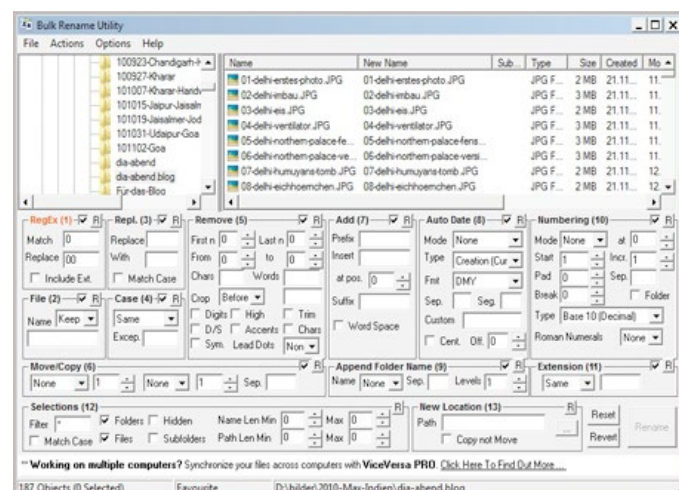 Bulk Rename Utility
File Actions Options Help
100923-Chandigarh-
100927-Kharar
101007-Kharar-Haridv
101015-Jaipur-Jaisaln
101019-Jaisalmer-Jod
101031-Udaipur-Goa
101102-Goa
dia-abend
dia-abend.blog
Für-das-Blog
Name New Name Sub... Type Size Created Mo
01-delhi-erstes-photo.JPG 01-delhi-erstes-photo.JPG JPG F... 2 MB 21.11... 11.
02-delhi-imbau.JPG 02-delhi-imbau.JPG JPG F... 3 MB 21.11... 11.
03-delhi-eis.JPG 03-delhi-eis.JPG JPG F... 2 MB 21.11... 11.
04-delhi-ventilator.JPG 04-delhi-ventilator.JPG JPG F... 3 MB 21.11... 11.
05-delhi-northern-palace-fe... 05-delhi-northern-palace-fens... JPG F... 3 MB 21.11... 11.
06-delhi-northern-palace-ve... 06-delhi-northern-palace-versi... JPG F... 3 MB 21.11... 11.
07-delhi-humuyans-tomb.JPG 07-delhi-humuyans-tomb.JPG JPG F... 2 MB 21.11... 12.
08-delhi-eichhoernchen.JPG 08-delhi-eichhoernchen.JPG JPG F... 3 MB 21.11... 12.
RegEx (1) R Repl. (3) R Remove (5) R Add (7) R Auto Date (8) R Numbering (10) R
Match 0 Replace First n 0 Last n 0 Prefix Mode None Mode None at 0
Replace 00 With From 0 to 0 Insert Type Creation (Cur Start 1 Incr. 1
Include Ext. Match Case Chars Words at pos. 0 Fmt DMY Pad 0 Sep.
File (2) R Case (4) R Crop Before Suffix Sep. Seg. Break 0 Folder
Name Keep Same Digits High Trim Word Space Custom Type Base 10 (Decimal)
Excep. D/S Accents Chars Cent. Off. 0 Roman Numerals None
Sym. Lead Dots Non
Move/Copy (6) R Append Folder Name (9) R Extension (11) R
None 1 None 1 Sep. Name None Sep. Levels 1 Same
Selections (12) R New Location (13) R
Filter * Folders Hidden Name Len Min 0 Max 0 Path ... Reset Rename
Match Case Files Subfolders Path Len Min 0 Max 0 Copy not Move Revert
** Working on multiple computers? Synchronize your files across computers with ViceVersa PRO. Click Here To Find Out More....
187 Objects (0 Selected) Favourite D:\bilder\2010-Max-Indien\dia-abend.blog